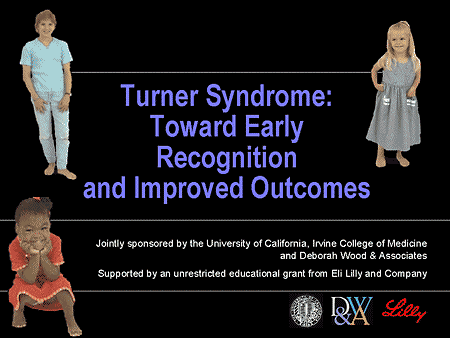 Turner Syndrome:
Toward Early
Recognition
and Improved Outcomes
Jointly sponsored by the University of California, Irvine College of Medicine
and Deborah Wood & Associates
Supported by an unrestricted educational grant from Eli Lilly and Company
DW
&A
Lilly